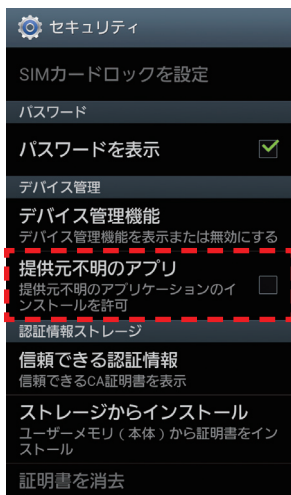 セキュリティ
SIMカードロックを設定
パスワード
パスワードを表示
デバイス管理
デバイス管理機能
デバイス管理機能を表示または無効にする
提供元不明のアプリ
提供元不明のアプリケーションのイ
ンストールを許可
認証情報ストレージ
信頼できる認証情報
信頼できるCA証明書を表示
ストレージからインストール
ユーザーメモリ(本体)から証明書をイン
ストール
証明書を消去